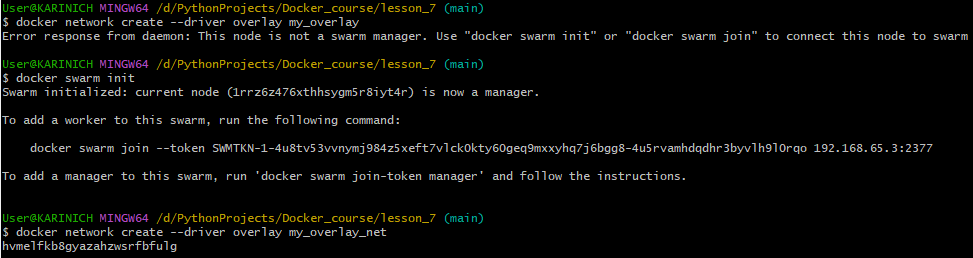 User@KARINICH MINGW64 /d/PythonProjects/Docker_course/lesson_7 (main)
$ docker network create --driver overlay my_overlay
Error response from daemon: This node is not a swarm manager. Use "docker swarm init" or "docker swarm join" to connect this node to swarm
User@KARINICH MINGW64 /d/PythonProjects/Docker_course/lesson_7 (main)
$ docker swarm init
Swarm initialized: current node (1rrz6z476xthhsygm5r8iyt4r) is now a manager.
To add a worker to this swarm, run the following command:
docker swarm join --token SWMTKN-1-4u8tv53vvnymj984z5xeft7vlck0kty60geq9mxxyhq7j6bgg8-4u5rvamhdqdhr3byvlh9l0rqo 192.168.65.3:2377
To add a manager to this swarm, run 'docker swarm join-token manager' and follow the instructions.
User@KARINICH MINGW64 /d/PythonProjects/Docker_course/lesson_7 (main)
$ docker network create --driver overlay my_overlay_net
hvmelfkb8gyazahzwsrfbfulg